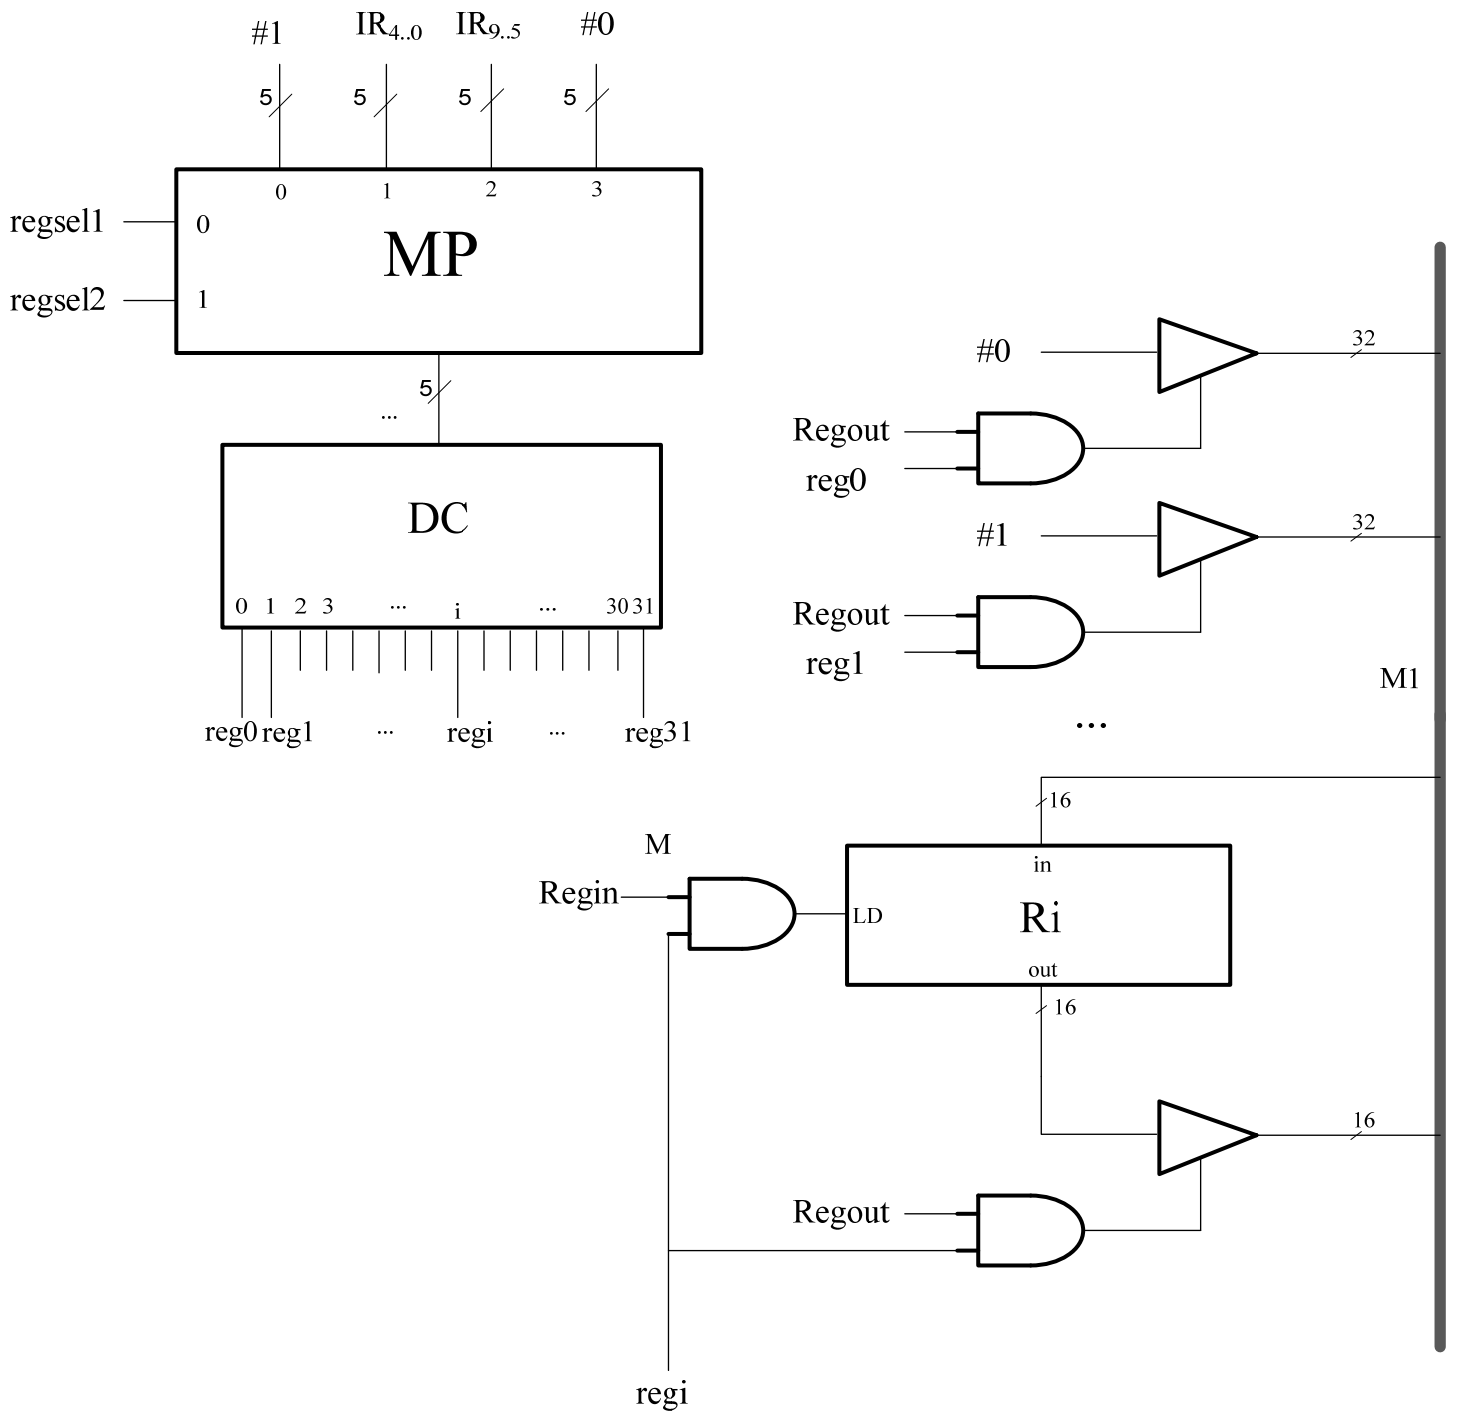 #1 IR4..0 IR9..5 #0
5 5 5 5
0 1 2 3
regsel1 0
MP
regsel2 1
5
...
DC
0 1 2 3 ... i ... 30 31
reg0 reg1 ... regi ... reg31
#0 32
Regout
reg0
#1 32
Regout
reg1
M1
...
16
M
in
Regin
LD Ri
out
16
16
Regout
regi